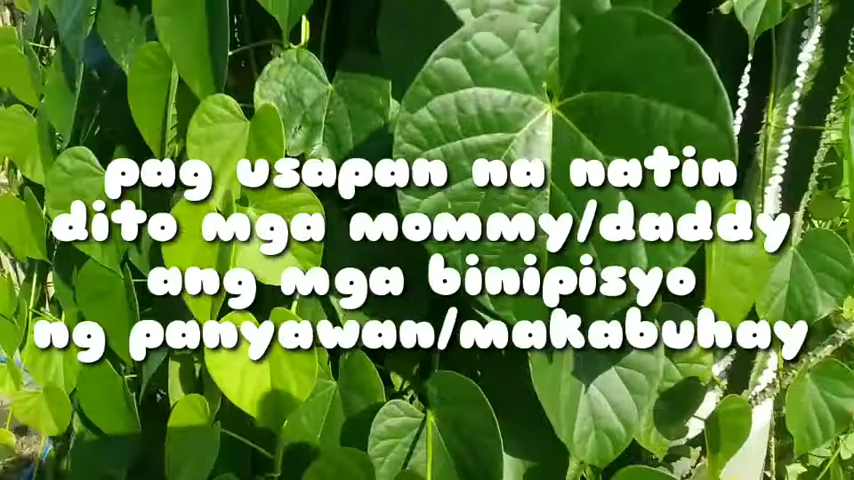 pag usapan na natin
dito mga mommy/daddy
ang mga binipisyo
ng panyawan/makabuhay